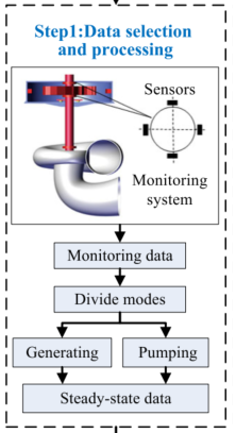 Step1:Data selection
and processing
Sensors
Monitoring
system
Monitoring data
Divide modes
Generating
Pumping
Steady-state data